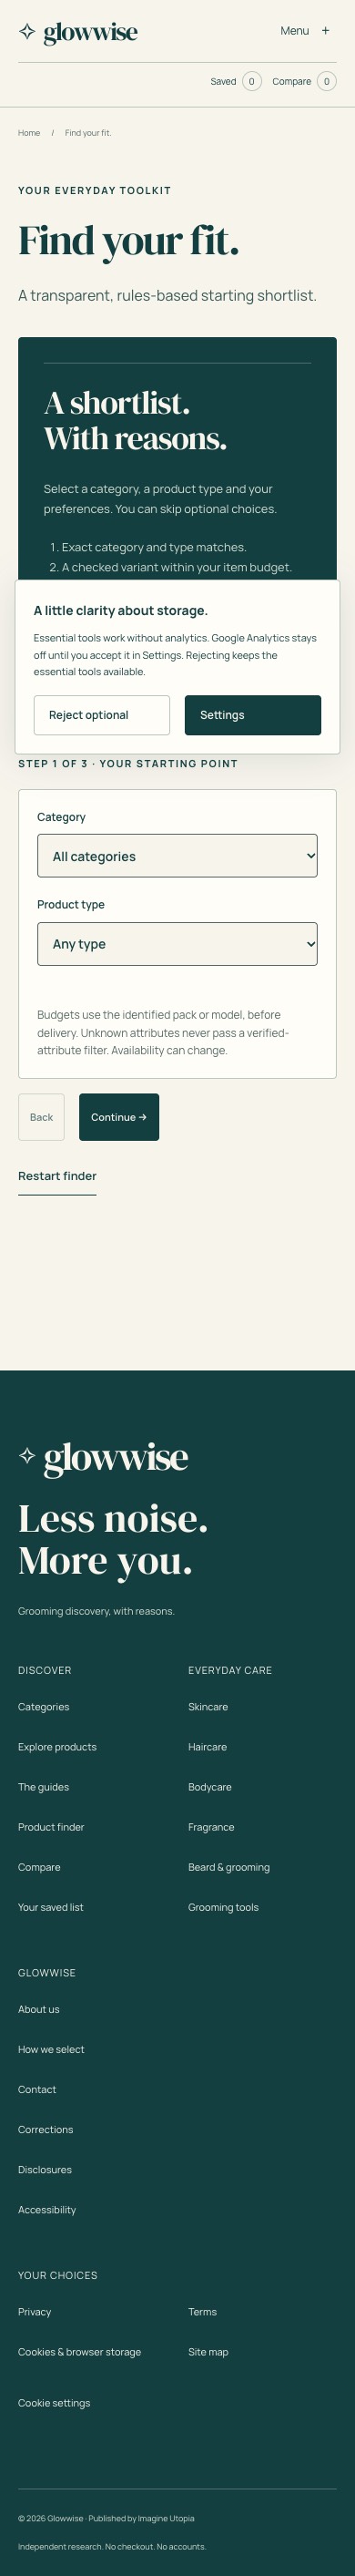 glowwise
Menu +
Saved 0 Compare 0
Home / Find your fit.
YOUR EVERYDAY TOOLKIT
Find your fit.
A transparent, rules-based starting shortlist.
A shortlist.
With reasons.
Select a category, a product type and your
preferences. You can skip optional choices.
1. Exact category and type matches.
2. A checked variant within your item budget.
A little clarity about storage.
Essential tools work without analytics. Google Analytics stays
off until you accept it in Settings. Rejecting keeps the
essential tools available.
Reject optional
Settings
STEP 1 OF 3 · YOUR STARTING POINT
Category
All categories
Product type
Any type
Budgets use the identified pack or model, before
delivery. Unknown attributes never pass a verified-
attribute filter. Availability can change.
Back
Continue →
Restart finder
glowwise
Less noise.
More you.
Grooming discovery, with reasons.
DISCOVER
Categories
Explore products
The guides
Product finder
Compare
Your saved list
EVERYDAY CARE
Skincare
Haircare
Bodycare
Fragrance
Beard & grooming
Grooming tools
GLOWWISE
About us
How we select
Contact
Corrections
Disclosures
Accessibility
YOUR CHOICES
Privacy
Terms
Cookies & browser storage
Site map
Cookie settings
© 2026 Glowwise · Published by Imagine Utopia
Independent research. No checkout. No accounts.